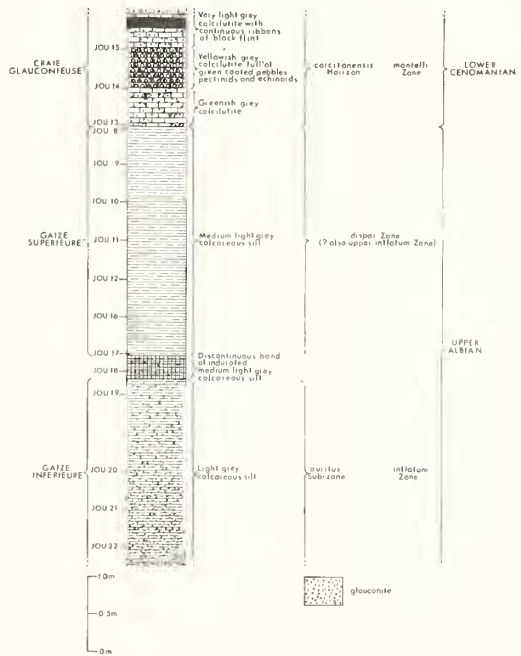 Very light grey
calcilutite with
continuous ribbons
of black flint
CRAIE
GLAUCONIEUSE
JOU 15
Yellowish grey
calcilutite full of
green coated pebbles
pectinids and echinoids
JOU 14
Greenish grey
calcilutite
JOU 13
carcitanensis
Horizon
mantelli
Zone
LOWER
CENOMANIAN
JOU 8
JOU 9
JOU 10
GAIZE
SUPERIEURE
JOU 11
Medium light grey
calcareous silt
dispar Zone
(? also upper inflatum Zone)
JOU 12
JOU 16
JOU 17
UPPER
ALBIAN
Discontinuous band
of indurated
medium light grey
calcareous silt
JOU 18
JOU 19
GAIZE
INFERIEURE
JOU 20
Light grey
calcareous silt
auritus
Subzone
inflatum
Zone
JOU 21
JOU 22
1.0m
0.5m
0m
glauconite